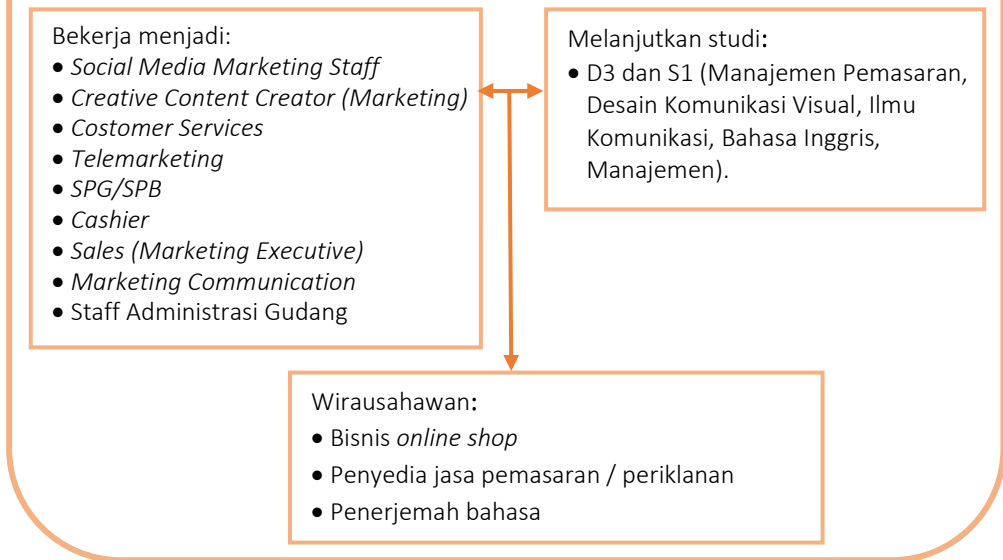 Bekerja menjadi:
• Social Media Marketing Staff
• Creative Content Creator (Marketing)
• Costomer Services
• Telemarketing
• SPG/SPB
• Cashier
• Sales (Marketing Executive)
• Marketing Communication
• Staff Administrasi Gudang
Melanjutkan studi:
• D3 dan S1 (Manajemen Pemasaran,
Desain Komunikasi Visual, Ilmu
Komunikasi, Bahasa Inggris,
Manajemen).
Wirausahawan:
• Bisnis online shop
• Penyedia jasa pemasaran / periklanan
• Penerjemah bahasa